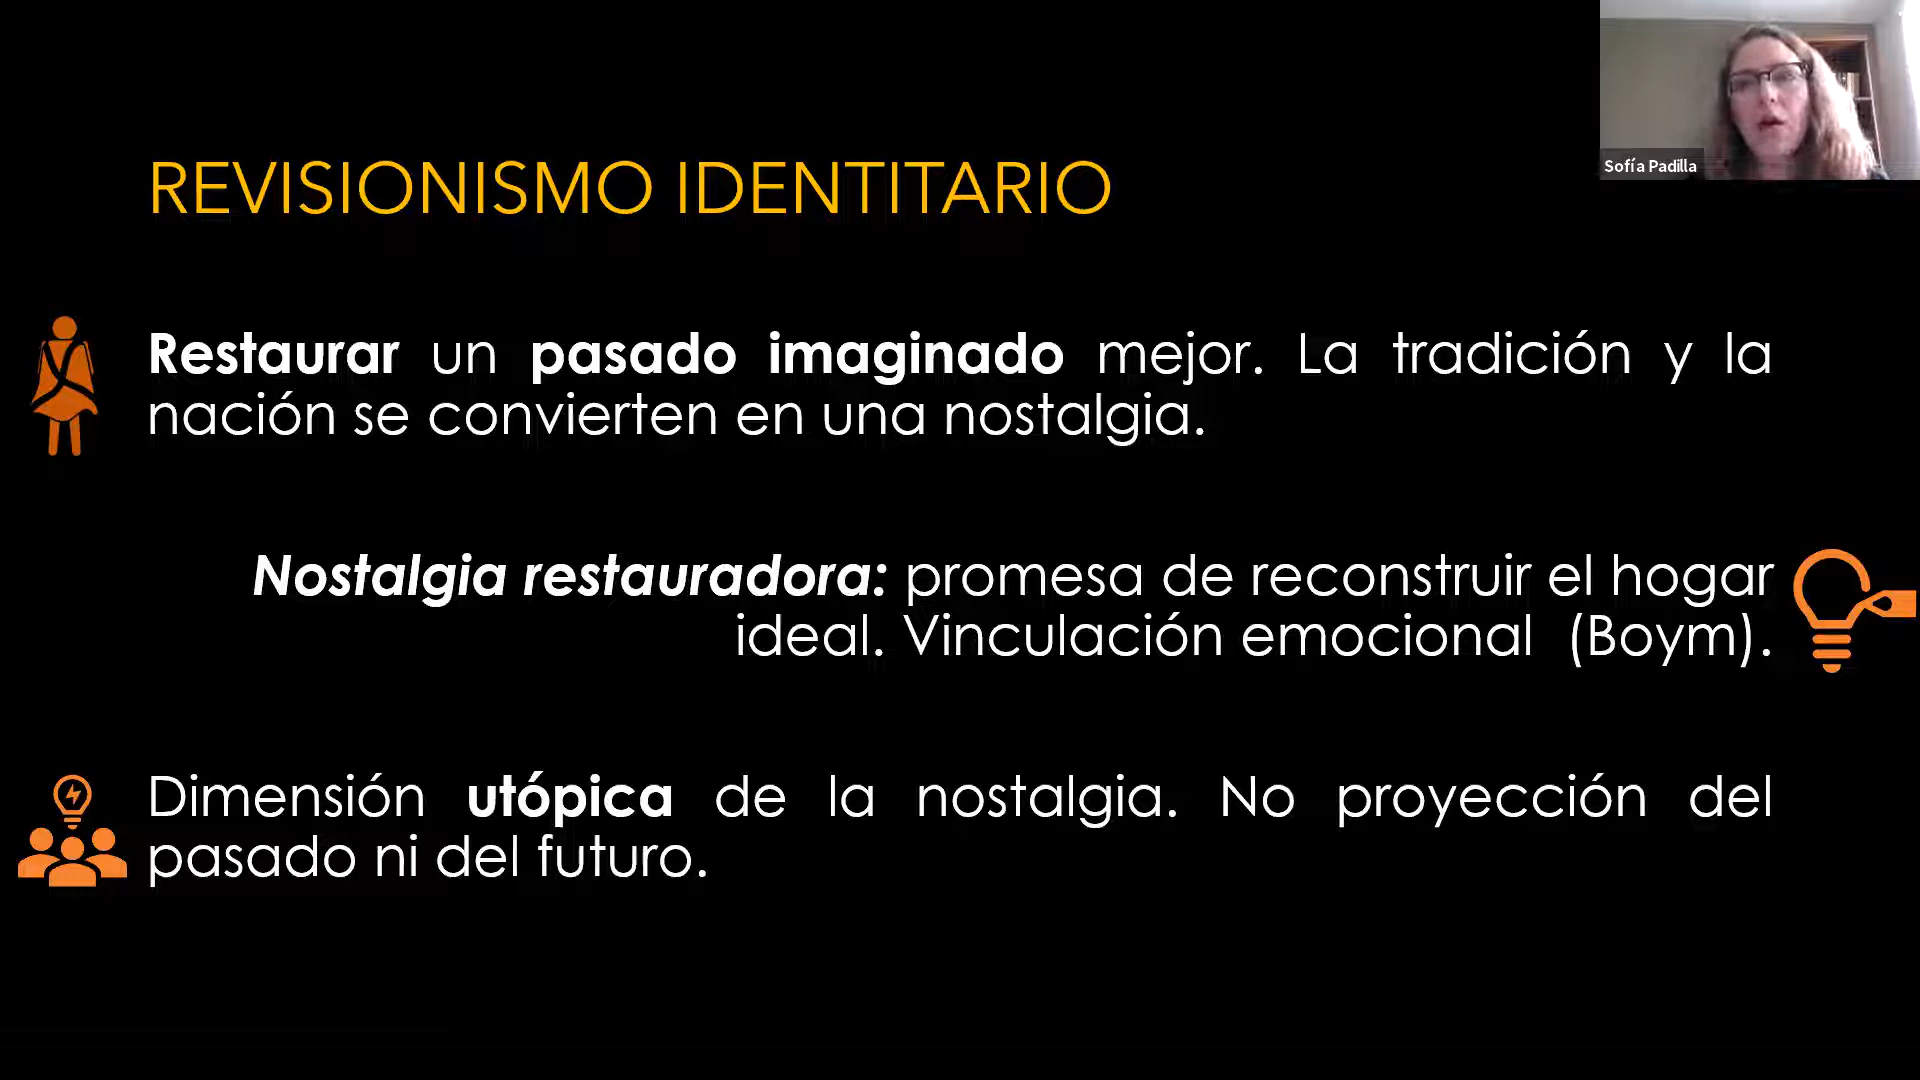 Sofía Padilla
REVISIONISMO IDENTITARIO
Restaurar un pasado imaginado mejor. La tradición y la
nación se convierten en una nostalgia.
Nostalgia restauradora: promesa de reconstruir el hogar
ideal. Vinculación emocional (Boym).
Dimensión utópica de la nostalgia. No proyección del
pasado ni del futuro.